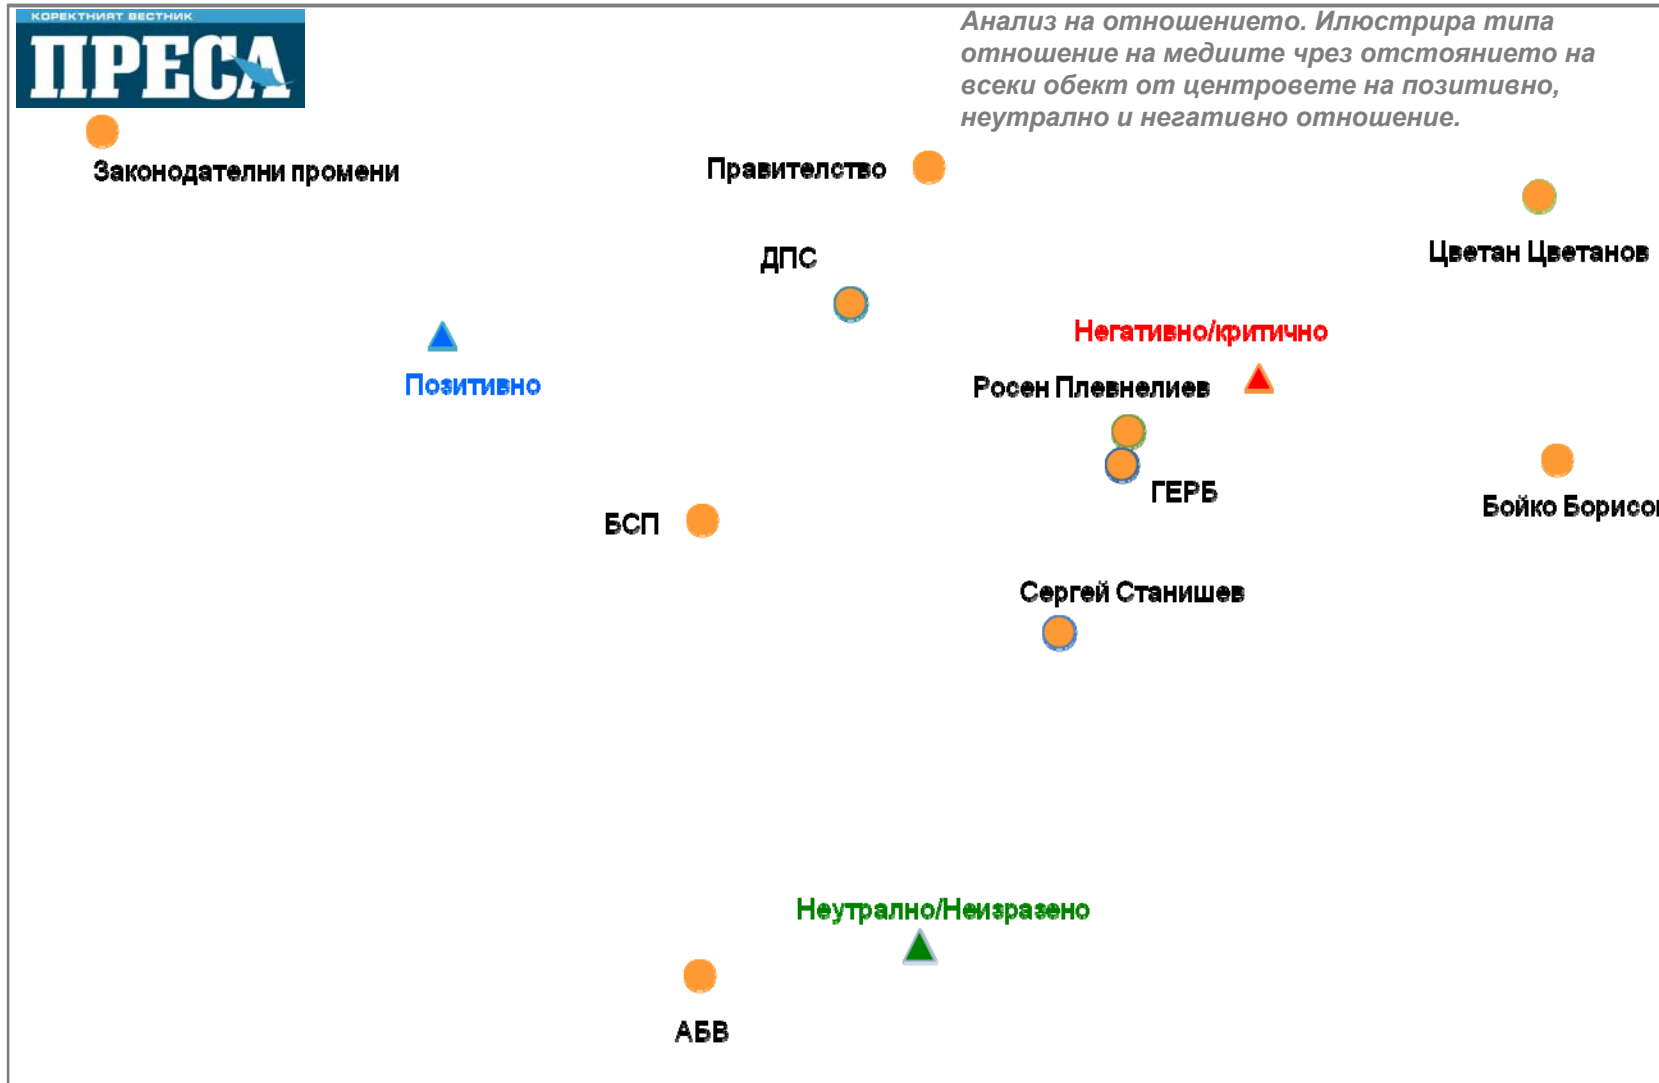 КОРЕКТНИЯТ ВЕСТНИК
ПРЕСА
Анализ на отношението. Илюстрира типа
отношение на медиите чрез отстоянието на
всеки обект от центровете на позитивно,
неутрално и негативно отношение.
Законодателни промени
Правителство
Цветан Цветанов
ДПС
Негативно/критично
Позитивно
Росен Плевнелиев
ГЕРБ
Бойко Борисов
БСП
Сергей Станишев
Неутрално/Неизразено
АБВ